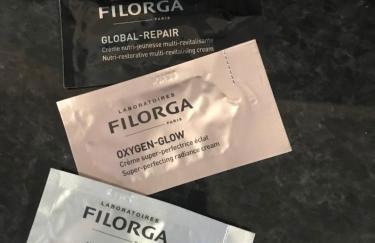 FILORGA
PARIS
GLOBAL-REPAIR
Crème nutri-jeunesse multi-revitalisante
Nutri-restorative multi-revitalising cream
LABORATOIRES
FILORGA
PARIS
OXYGEN-GLOW
Crème super-perfectrice éclat
Super-perfecting radiance cream
LABORATOIRES
FILORGA